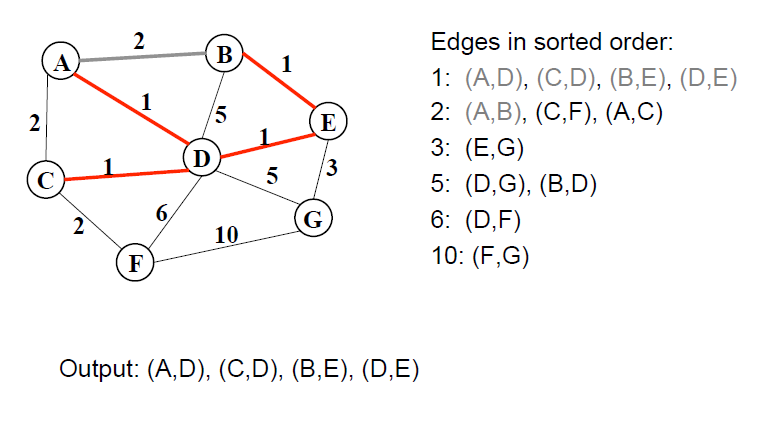 2
A
B
1
1
5
2
E
1
D
1
3
C
5
6
2
G
10
F
Edges in sorted order:
1: (A,D), (C,D), (B,E), (D,E)
2: (A,B), (C,F), (A,C)
3: (E,G)
5: (D,G), (B,D)
6: (D,F)
10: (F,G)
Output: (A,D), (C,D), (B,E), (D,E)